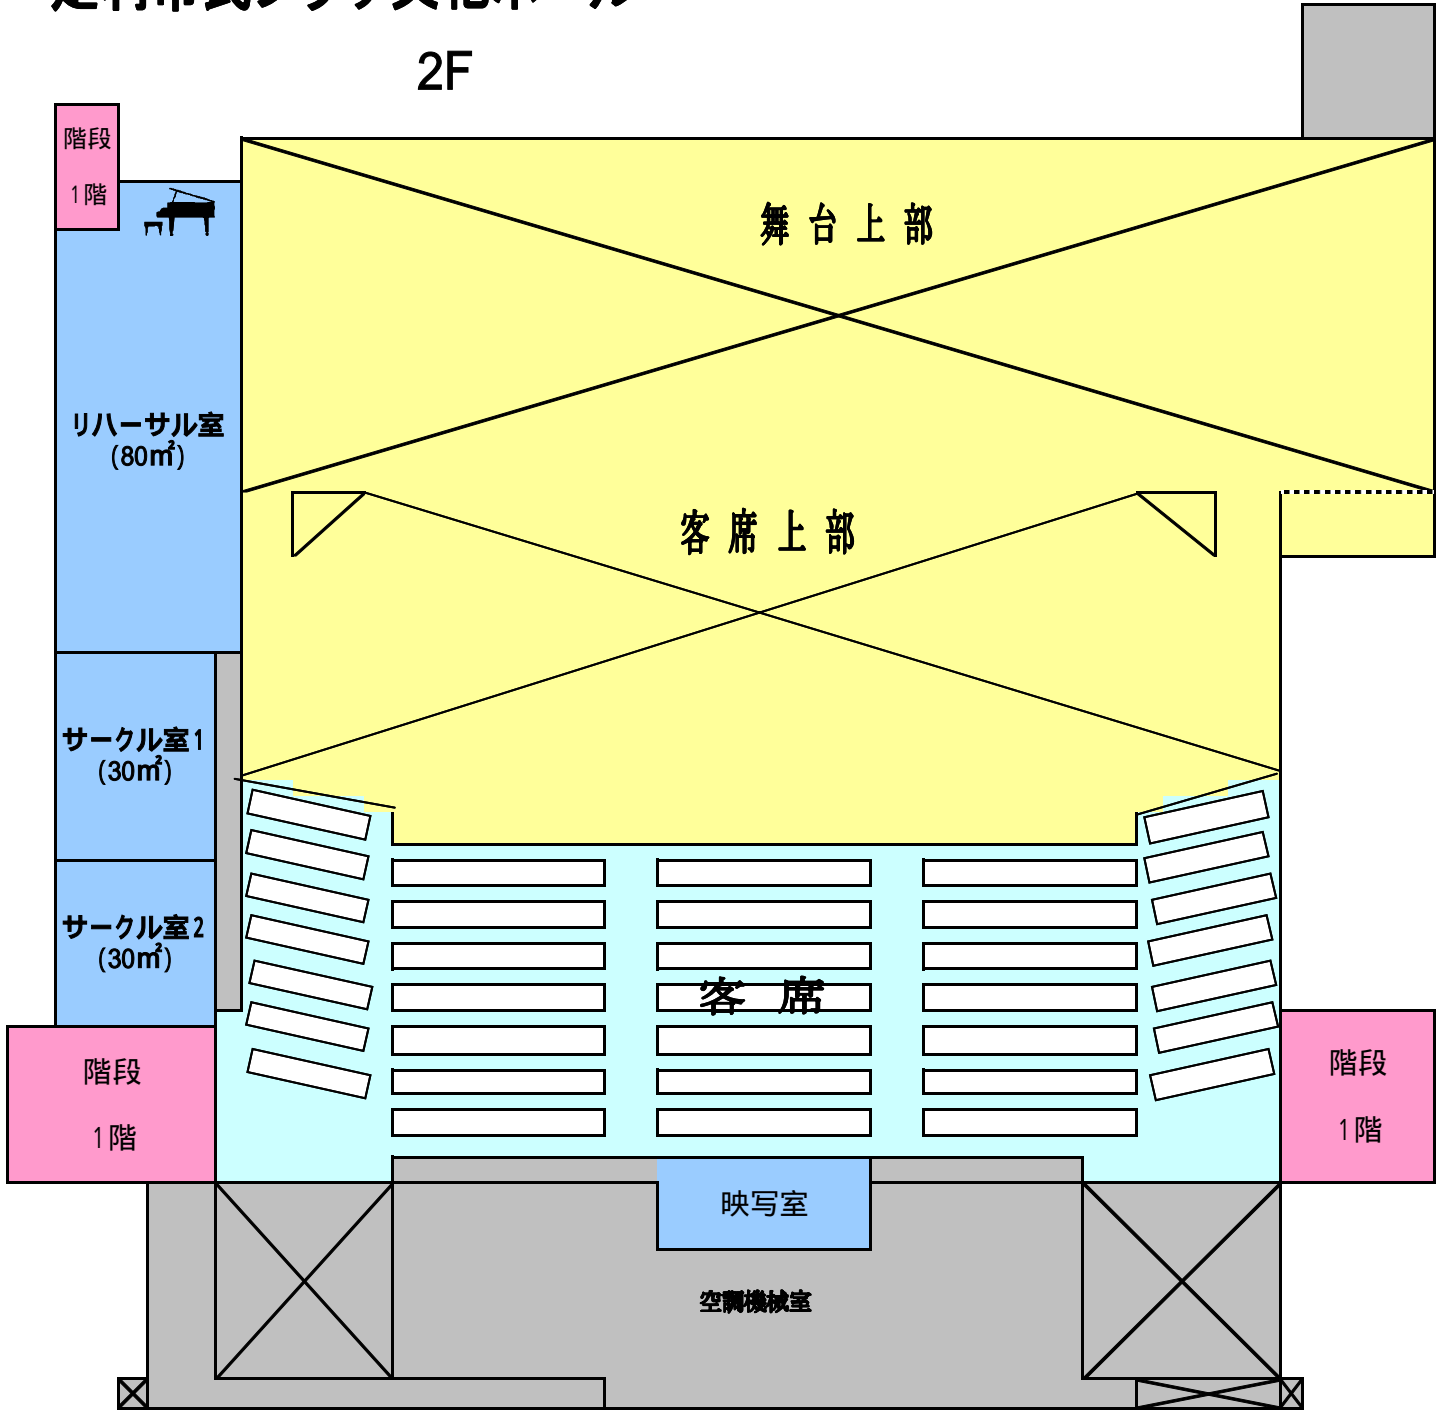 2F
階段
1階
舞台上部
リハーサル室
(80㎡)
客席上部
サークル室1
(30㎡)
サークル室2
(30㎡)
客席
階段
1階
階段
1階
映写室
空調機械室